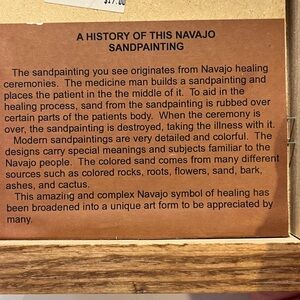 $17.00
A HISTORY OF THIS NAVAJO
SANDPAINTING
The sandpainting you see originates from Navajo healing
ceremonies. The medicine man builds a sandpainting and
places the patient in the the middle of it. To aid in the
healing process, sand from the sandpainting is rubbed over
certain parts of the patients body. When the ceremony is
over, the sandpainting is destroyed, taking the illness with it.
Modern sandpaintings are very detailed and colorful. The
designs carry special meanings and subjects familiar to the
Navajo people. The colored sand comes from many different
sources such as colored rocks, roots, flowers, sand, bark,
ashes, and cactus.
This amazing and complex Navajo symbol of healing has
been broadened into a unique art form to be appreciated by
many.